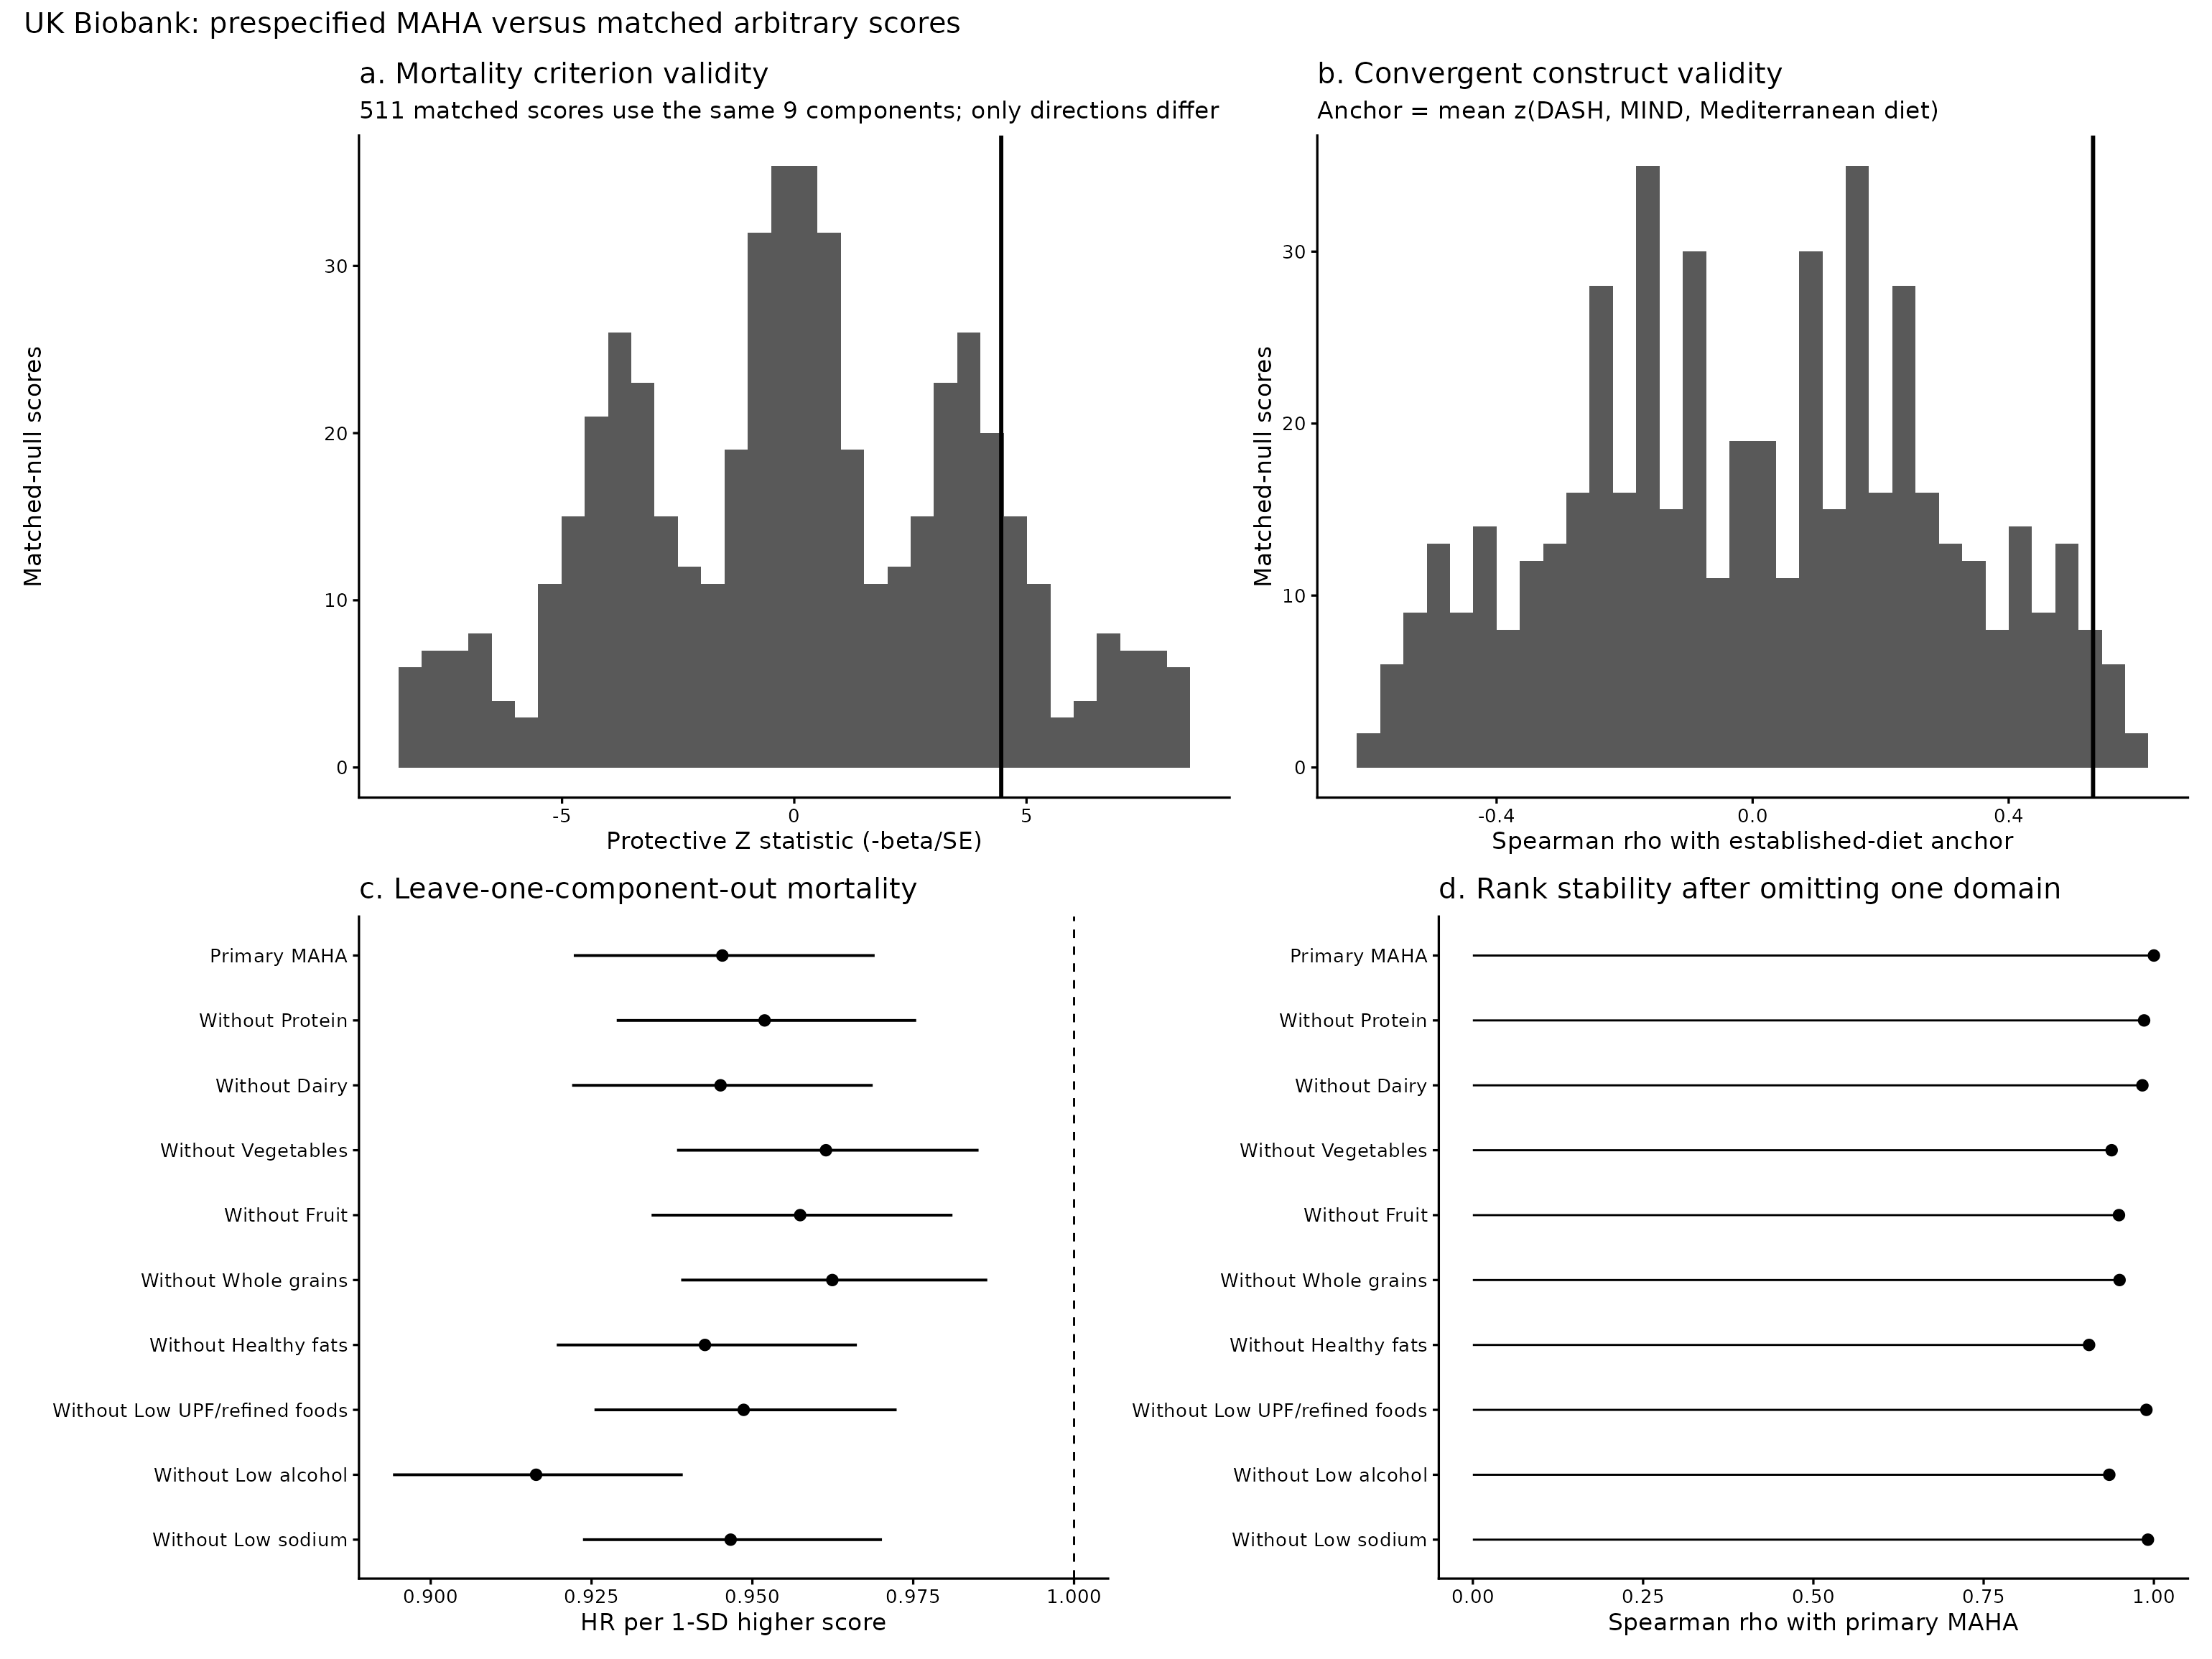 UK Biobank: prespecified MAHA versus matched arbitrary scores
a. Mortality criterion validity
511 matched scores use the same 9 components; only directions differ
Matched-null scores
30
20
10
0
-5
0
5
Protective Z statistic (-beta/SE)
b. Convergent construct validity
Anchor = mean z(DASH, MIND, Mediterranean diet)
Matched-null scores
30
20
10
0
-0.4
0.0
0.4
Spearman rho with established-diet anchor
c. Leave-one-component-out mortality
Primary MAHA
Without Protein
Without Dairy
Without Vegetables
Without Fruit
Without Whole grains
Without Healthy fats
Without Low UPF/refined foods
Without Low alcohol
Without Low sodium
0.900
0.925
0.950
0.975
1.000
HR per 1-SD higher score
d. Rank stability after omitting one domain
Primary MAHA
Without Protein
Without Dairy
Without Vegetables
Without Fruit
Without Whole grains
Without Healthy fats
Without Low UPF/refined foods
Without Low alcohol
Without Low sodium
0.00
0.25
0.50
0.75
1.00
Spearman rho with primary MAHA